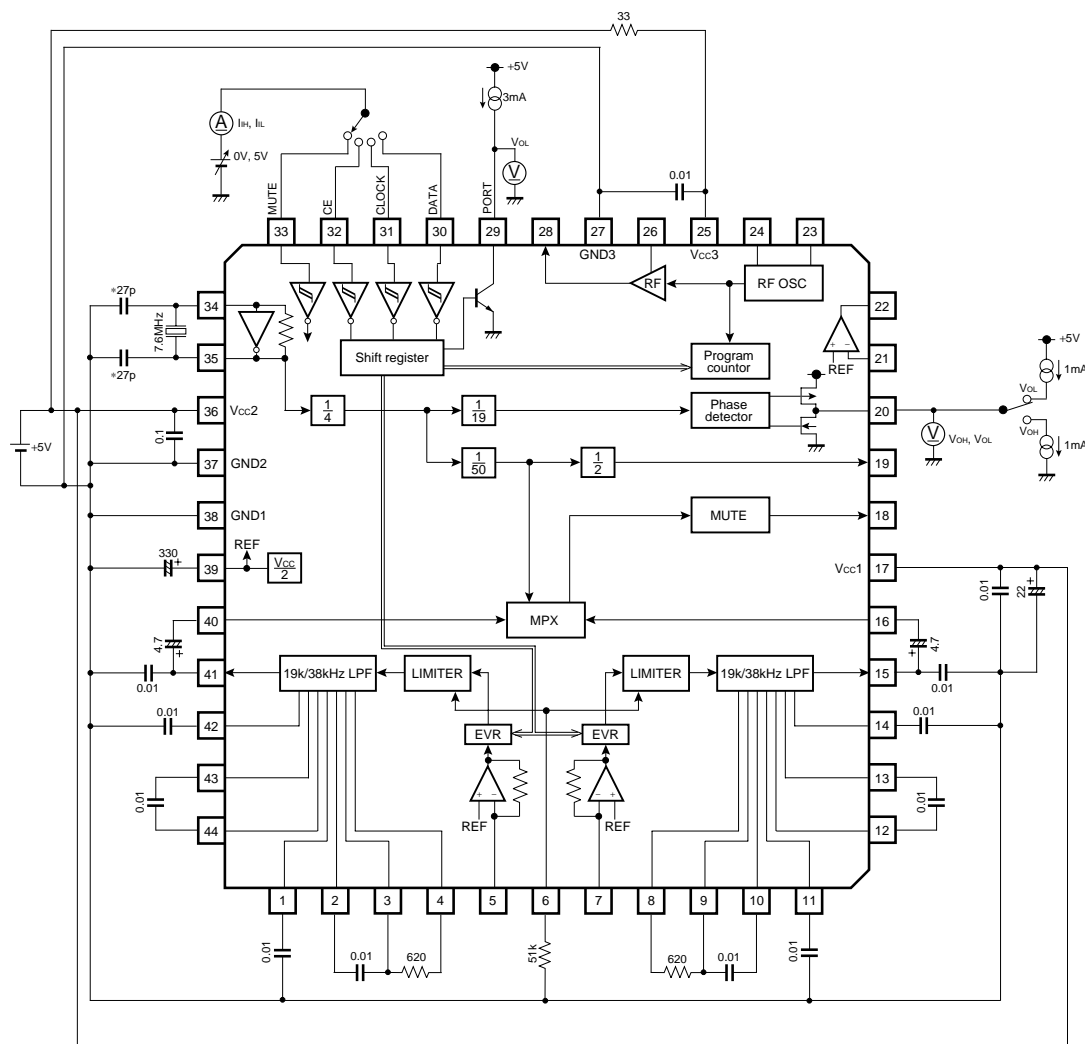 33
+5V
3mA
A
IIH, IIL
0V, 5V
VOL
V
0.01
MUTE
CE
CLOCK
DATA
PORT
33
32
31
30
29
28
27
26
25
24
23
GND3
VCC3
RF
RF OSC
*27p
34
7.6MHz
35
*27p
22
+ −
REF
21
Shift register
Program
countor
+5V
1mA
VOL
36
VCC2
1
4
1
19
Phase
detector
20
V
VOH, VOL
VOH
1mA
+5V
0.1
37
GND2
1
50
1
2
19
38
GND1
MUTE
18
330
+
39
REF
VCC
2
VCC1
17
0.01
22
+
40
MPX
16
4.7
+
4.7
+
41
19k/38kHz LPF
LIMITER
LIMITER
19k/38kHz LPF
15
0.01
0.01
0.01
42
EVR
EVR
14
0.01
43
13
0.01
+ −
REF
− +
REF
0.01
44
12
1
2
3
4
5
6
7
8
9
10
11
0.01
0.01
620
51k
620
0.01
0.01